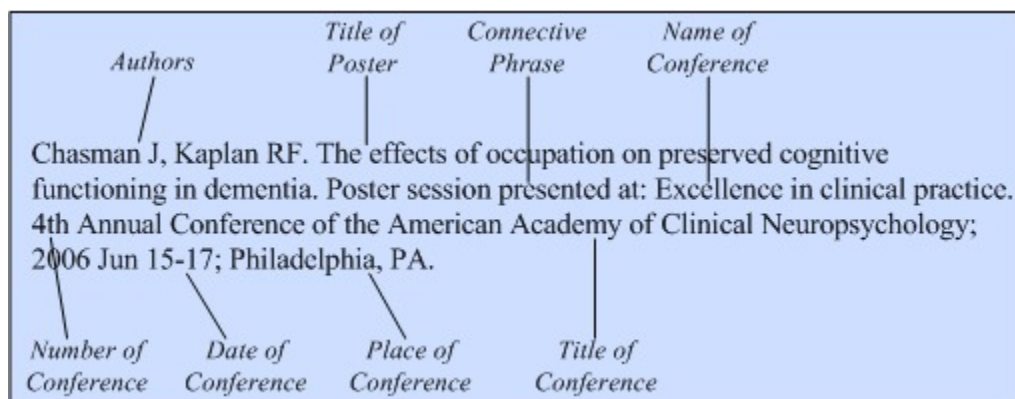 Title of Connective Name of
Authors Poster Phrase Conference
Chasman J, Kaplan RF. The effects of occupation on preserved cognitive
functioning in dementia. Poster session presented at: Excellence in clinical practice.
4th Annual Conference of the American Academy of Clinical Neuropsychology;
2006 Jun 15-17; Philadelphia, PA.
Number of Date of Place of Title of
Conference Conference Conference Conference